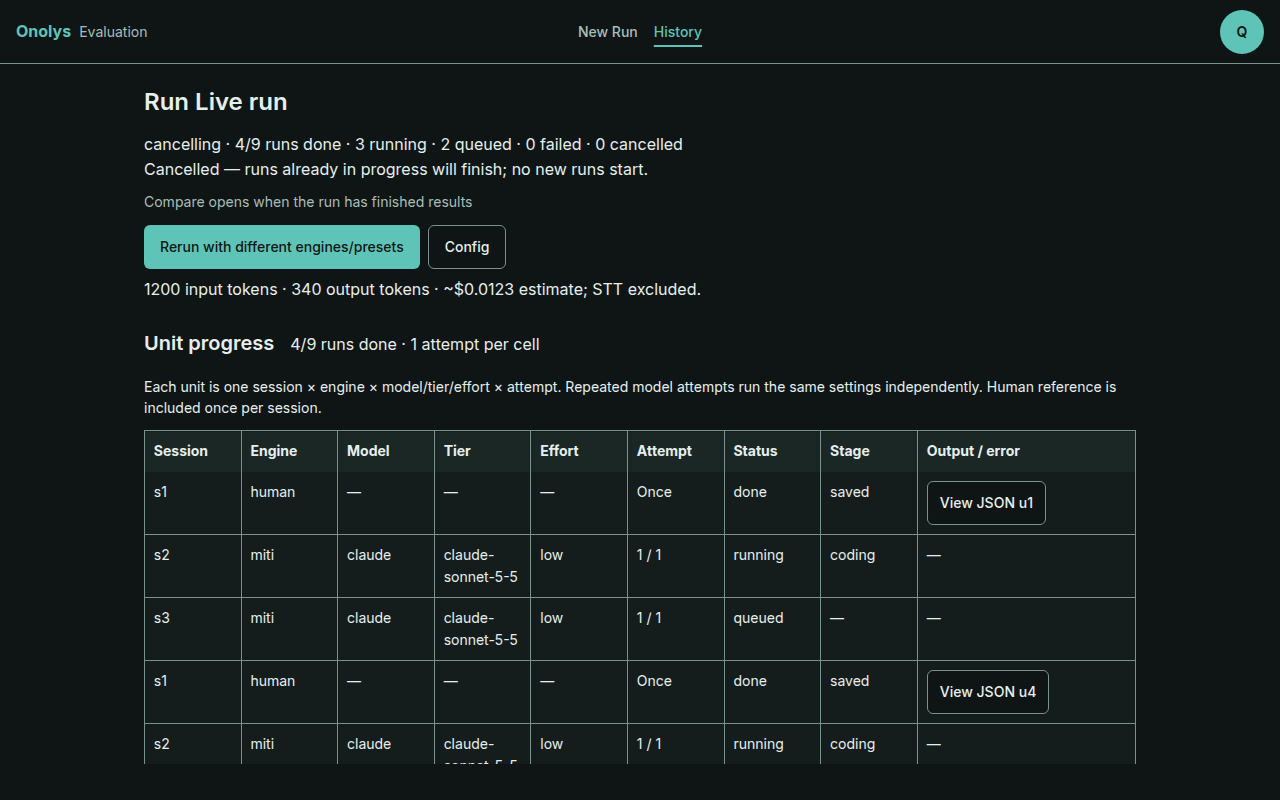 Onolys Evaluation New Run History Q
Run Live run
cancelling · 4/9 runs done · 3 running · 2 queued · 0 failed · 0 cancelled
Cancelled — runs already in progress will finish; no new runs start.
Compare opens when the run has finished results
Rerun with different engines/presets Config
1200 input tokens · 340 output tokens · ~$0.0123 estimate; STT excluded.
Unit progress 4/9 runs done · 1 attempt per cell
Each unit is one session × engine × model/tier/effort × attempt. Repeated model attempts run the same settings independently. Human reference is
included once per session.
Session Engine Model Tier Effort Attempt Status Stage Output / error
s1 human — — — Once done saved View JSON u1
s2 miti claude claude- low 1 / 1 running coding —
sonnet-5-5
s3 miti claude claude- low 1 / 1 queued — —
sonnet-5-5
s1 human — — — Once done saved View JSON u4
s2 miti claude claude- low 1 / 1 running coding —